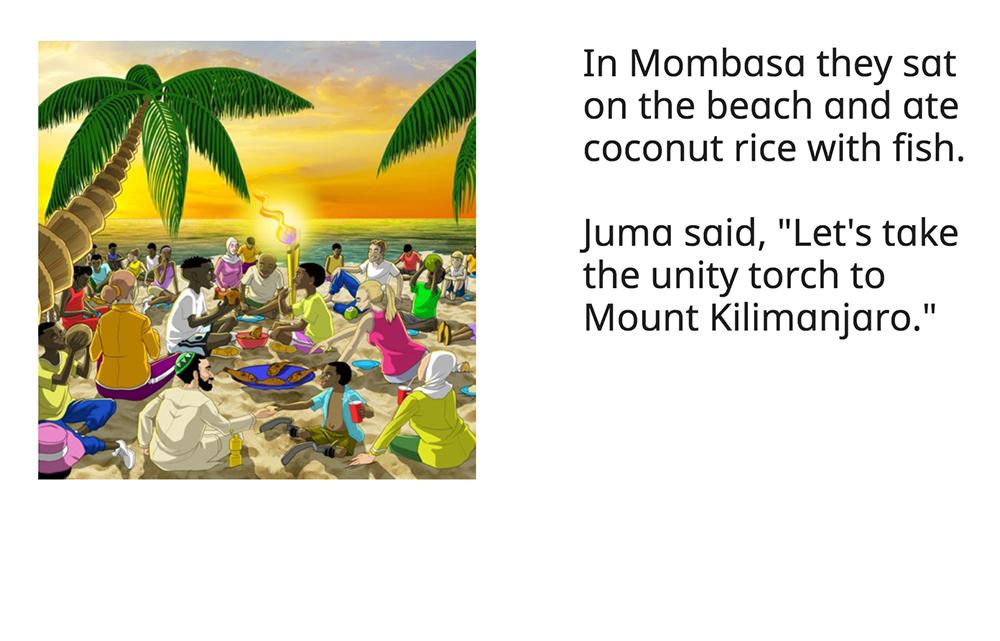 In Mombasa they sat
on the beach and ate
coconut rice with fish.
Juma said, "Let's take
the unity torch to
Mount Kilimanjaro."